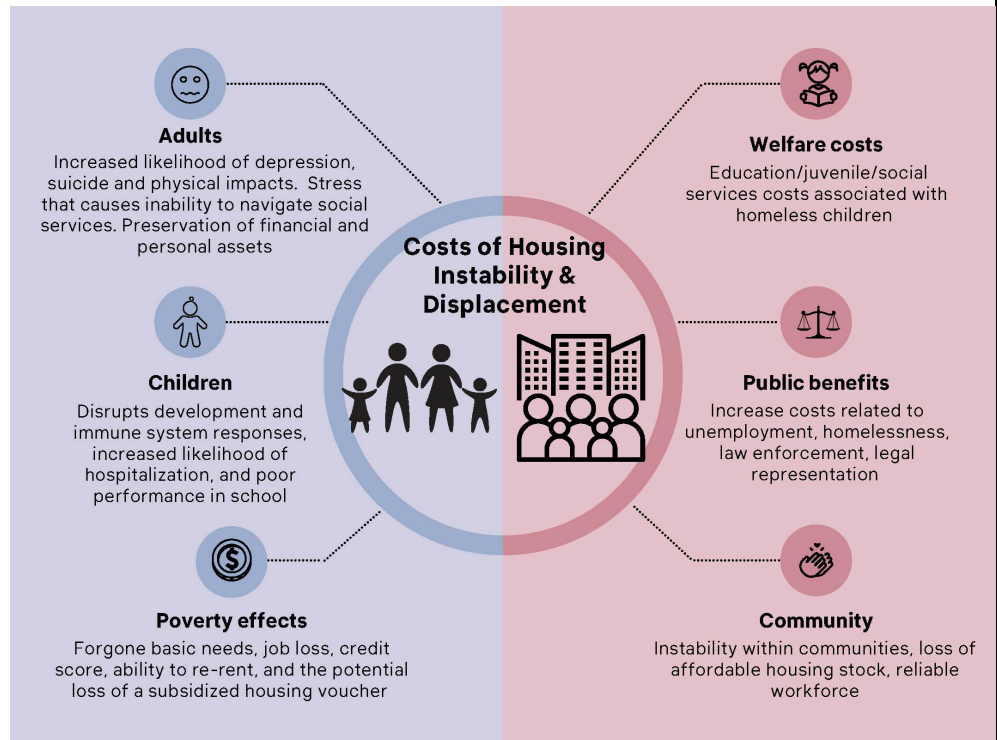 Costs of Housing
Instability &
Displacement
Adults
Increased likelihood of depression,
suicide and physical impacts.  Stress
that causes inability to navigate social
services. Preservation of financial and
personal assets
Children
Disrupts development and
immune system responses,
increased likelihood of
hospitalization, and poor
performance in school
$
Poverty effects
Forgone basic needs, job loss, credit
score, ability to re-rent, and the potential
loss of a subsidized housing voucher
Welfare costs
Education/juvenile/social
services costs associated with
homeless children
Public benefits
Increase costs related to
unemployment, homelessness,
law enforcement, legal
representation
Community
Instability within communities, loss of
affordable housing stock, reliable
workforce